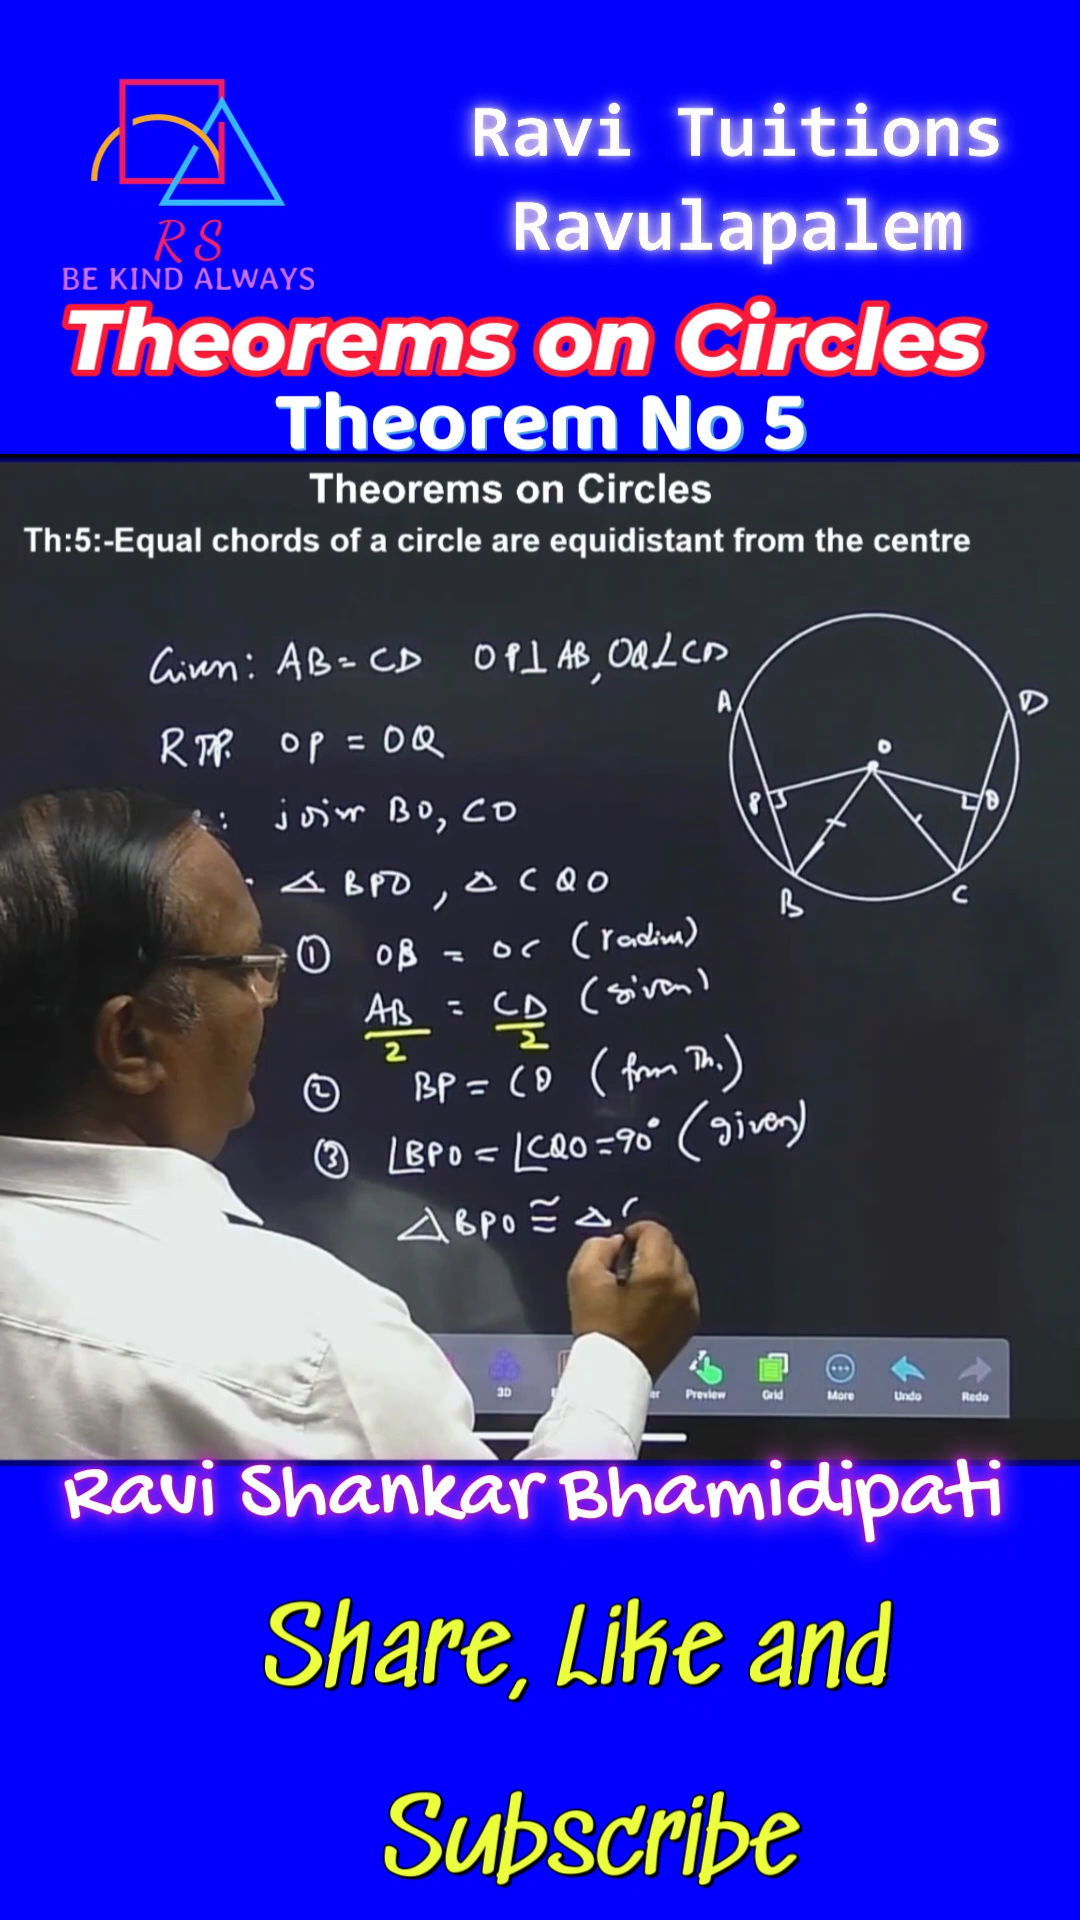 RS
BE KIND ALWAYS
Ravi Tuitions
Ravulapalem
Theorems on Circles
Theorem No 5
Theorems on Circles
Th:5:-Equal chords of a circle are equidistant from the centre
Given: AB = CD OP⊥AB, OQ⊥CD
RTP. OP = OQ
: join BO, CO
△ BPO, △ CQO
① OB = OC (radius)
AB/2 = CD/2 (given)
② BP = CQ (from Th.)
③ ∠BPO = ∠CQO = 90° (given)
△BPO ≅ △C
A
D
O
P
Q
B
C
3D
Preview
Grid
More
Undo
Redo
Ravi Shankar Bhamidipati
Share, Like and
Subscribe